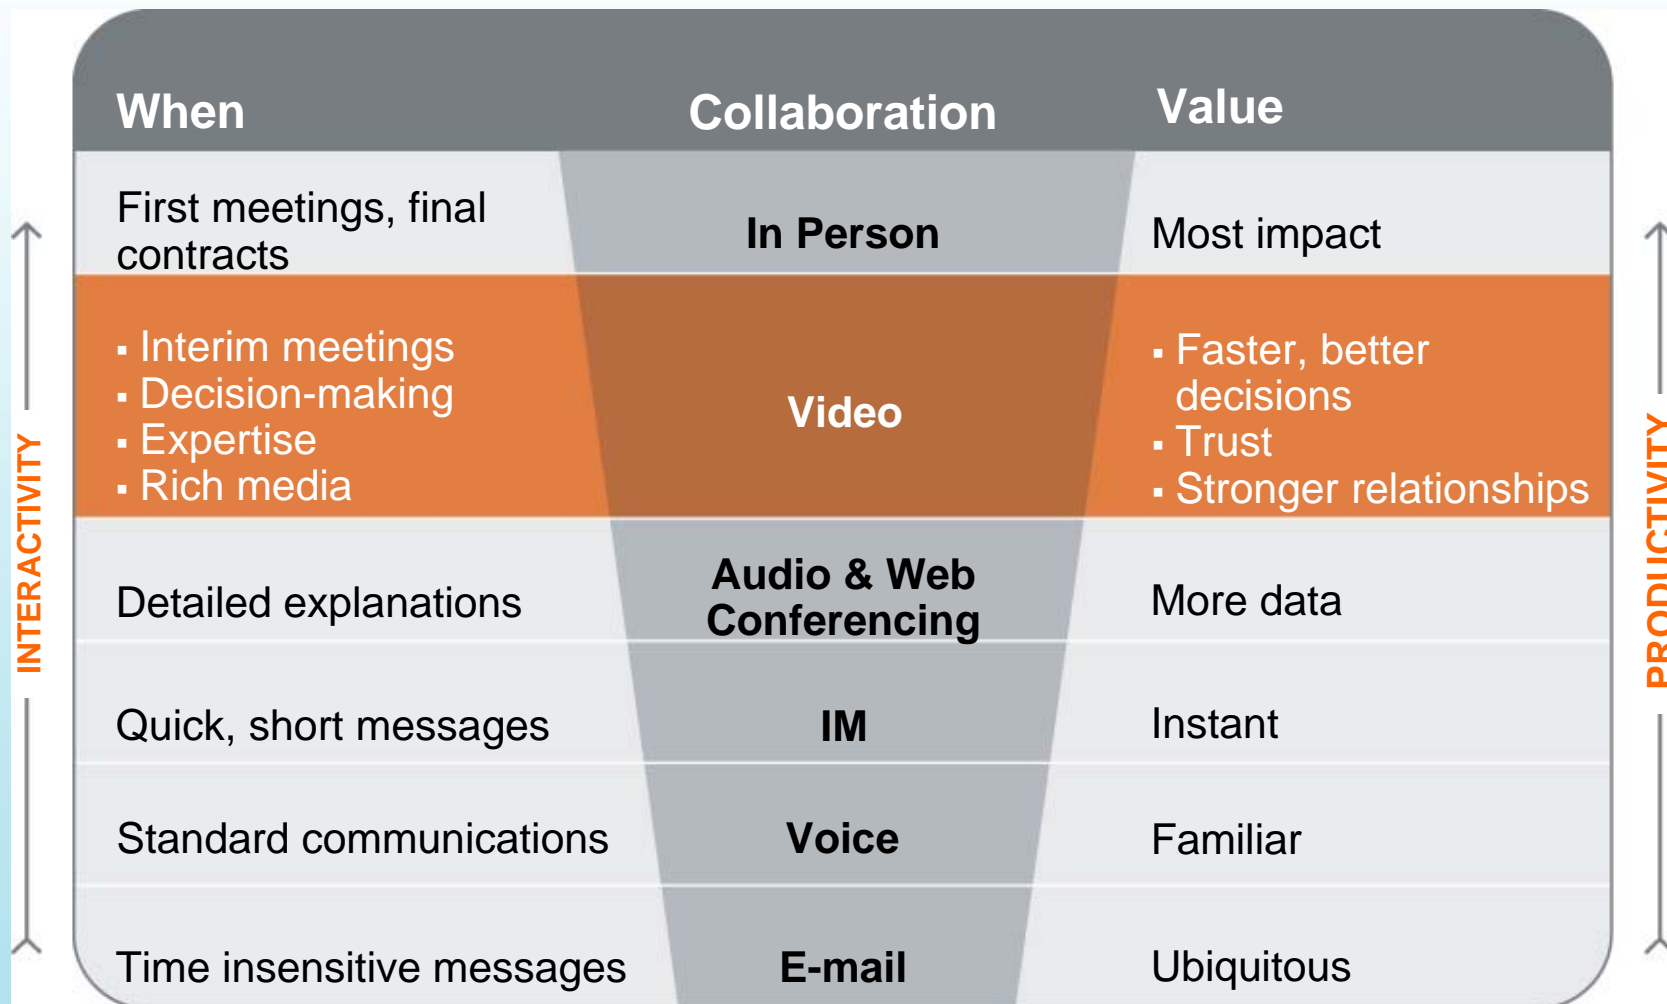 When
Collaboration
Value
First meetings, final
contracts
In Person
Most impact
▪ Interim meetings
▪ Decision-making
▪ Expertise
▪ Rich media
Video
▪ Faster, better
decisions
▪ Trust
▪ Stronger relationships
Detailed explanations
Audio & Web
Conferencing
More data
Quick, short messages
IM
Instant
Standard communications
Voice
Familiar
Time insensitive messages
E-mail
Ubiquitous
INTERACTIVITY
PRODUCTIVITY